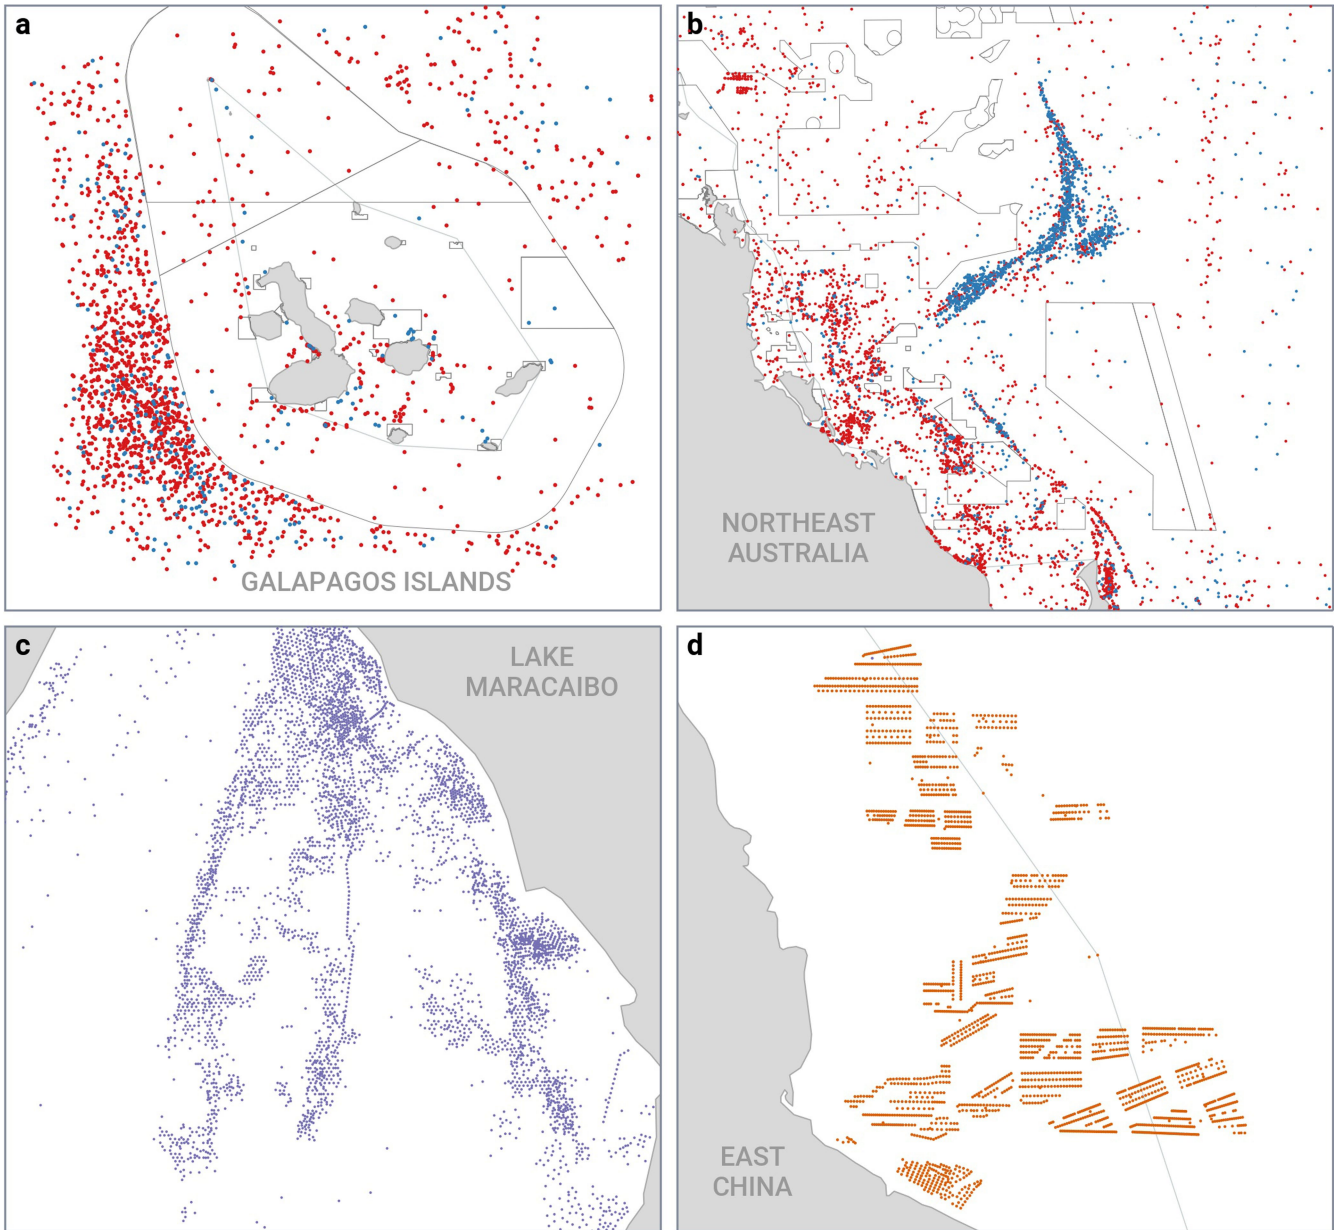 a
b
GALAPAGOS ISLANDS
NORTHEAST
AUSTRALIA
c
LAKE
MARACAIBO
d
EAST
CHINA